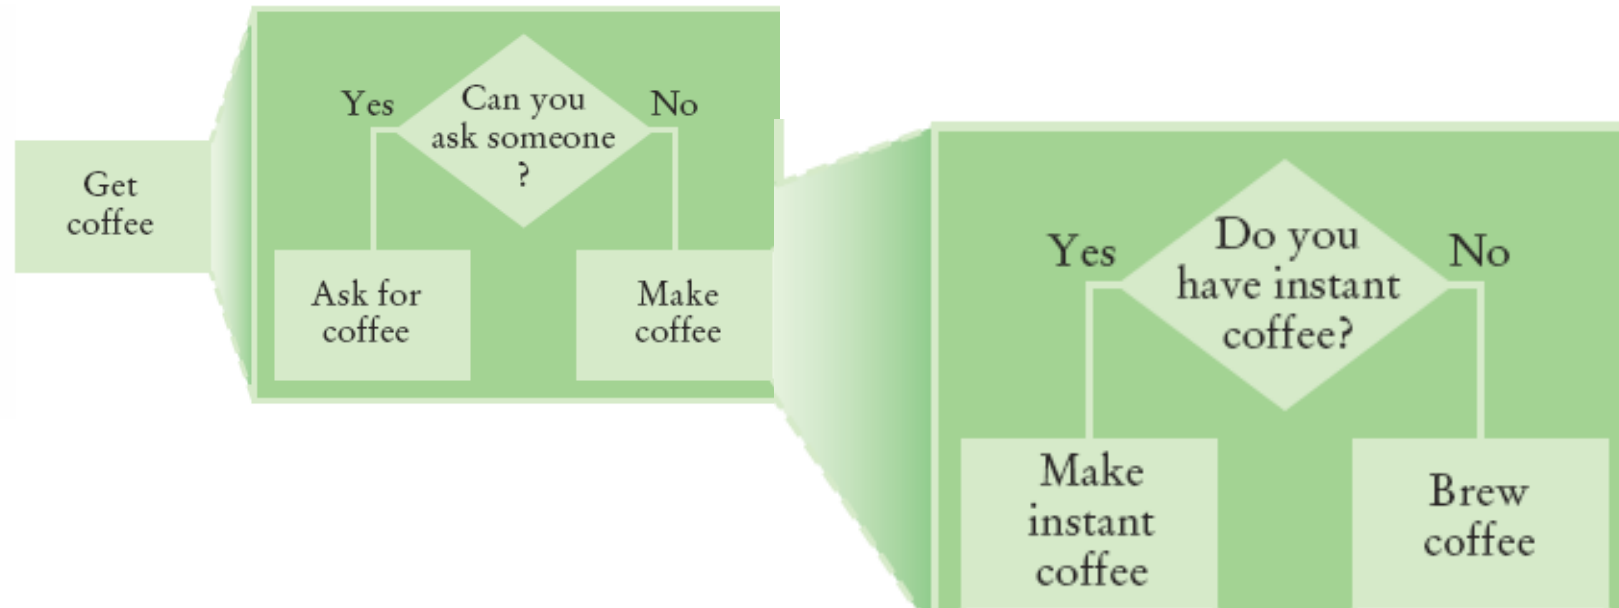 Get
coffee
Yes
Can you
ask someone
?
No
Ask for
coffee
Make
coffee
Yes
Do you
have instant
coffee?
No
Make
instant
coffee
Brew
coffee